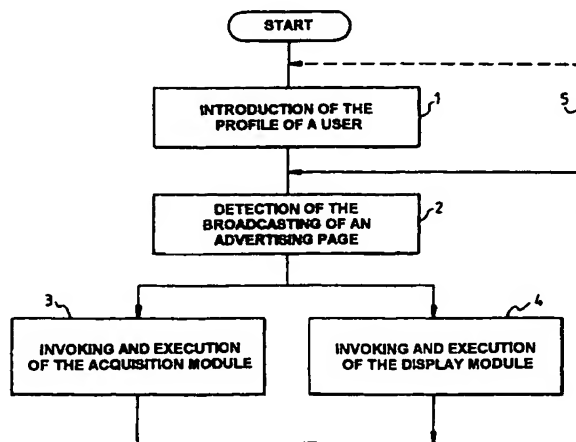 START
INTRODUCTION OF THE
PROFILE OF A USER
1
5
DETECTION OF THE
BROADCASTING OF AN
ADVERTISING PAGE
2
3
INVOKING AND EXECUTION
OF THE ACQUISITION MODULE
4
INVOKING AND EXECUTION
OF THE DISPLAY MODULE